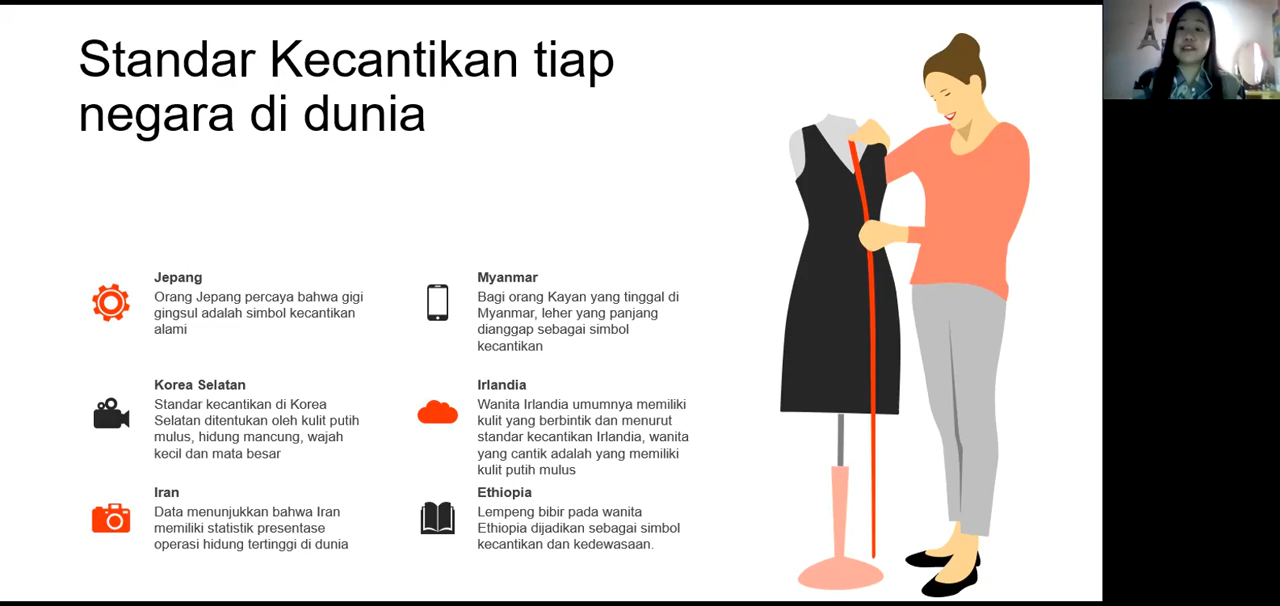 Standar Kecantikan tiap
negara di dunia
Jepang
Orang Jepang percaya bahwa gigi
gingsul adalah simbol kecantikan
alami
Korea Selatan
Standar kecantikan di Korea
Selatan ditentukan oleh kulit putih
mulus, hidung mancung, wajah
kecil dan mata besar
Iran
Data menunjukkan bahwa Iran
memiliki statistik presentase
operasi hidung tertinggi di dunia
Myanmar
Bagi orang Kayan yang tinggal di
Myanmar, leher yang panjang
dianggap sebagai simbol
kecantikan
Irlandia
Wanita Irlandia umumnya memiliki
kulit yang berbintik dan menurut
standar kecantikan Irlandia, wanita
yang cantik adalah yang memiliki
kulit putih mulus
Ethiopia
Lempeng bibir pada wanita
Ethiopia dijadikan sebagai simbol
kecantikan dan kedewasaan.